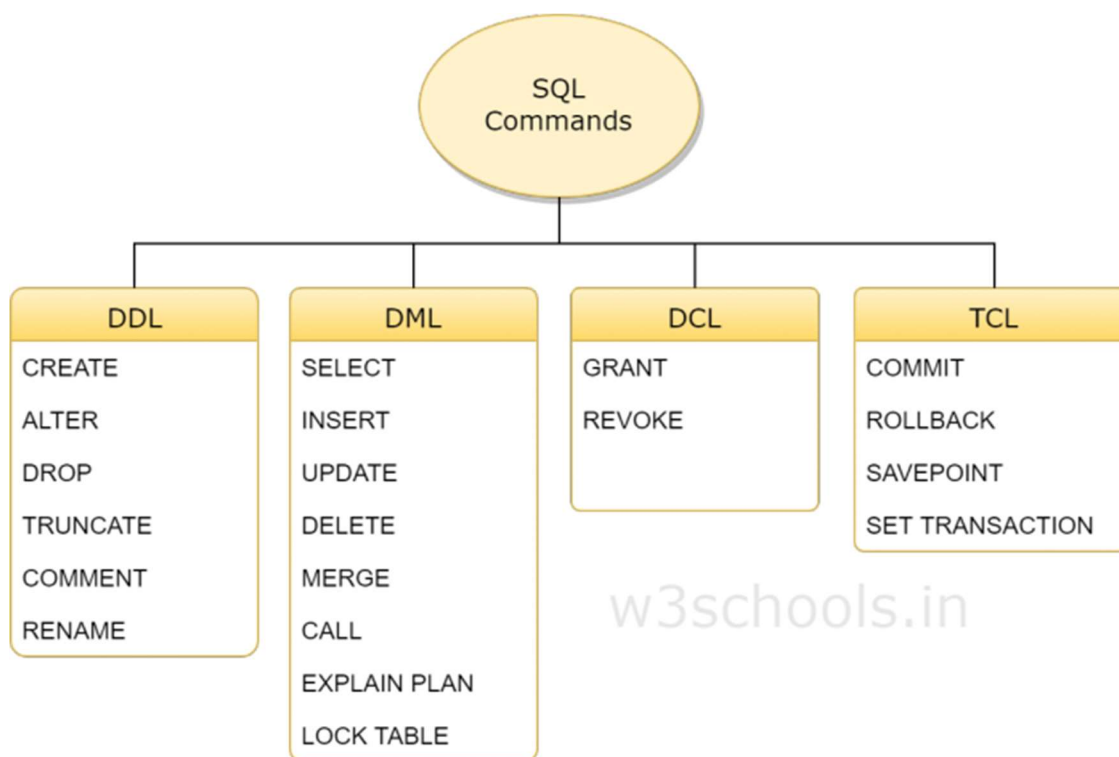 SQL
Commands
DDL
CREATE
ALTER
DROP
TRUNCATE
COMMENT
RENAME
DML
SELECT
INSERT
UPDATE
DELETE
MERGE
CALL
EXPLAIN PLAN
LOCK TABLE
DCL
GRANT
REVOKE
TCL
COMMIT
ROLLBACK
SAVEPOINT
SET TRANSACTION
w3schools.in